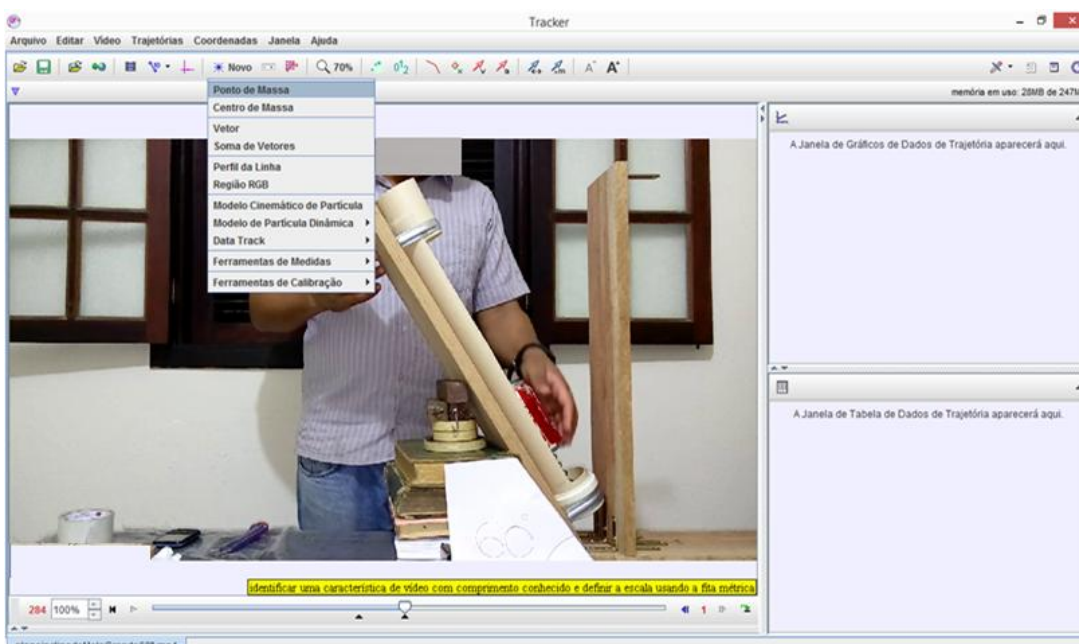 Tracker
Arquivo Editar Vídeo Trajetórias Coordenadas Janela Ajuda
Novo 70%
memória em uso: 28MB de 247M
Ponto de Massa
Centro de Massa
Vetor
Soma de Vetores
Perfil da Linha
Região RGB
Modelo Cinemático de Partícula
Modelo de Partícula Dinâmica
Data Track
Ferramentas de Medidas
Ferramentas de Calibração
A Janela de Gráficos de Dados de Trajetória aparecerá aqui.
A Janela de Tabela de Dados de Trajetória aparecerá aqui.
60°
identificar uma característica de vídeo com comprimento conhecido e definir a escala usando a fita métrica
284 100% 1